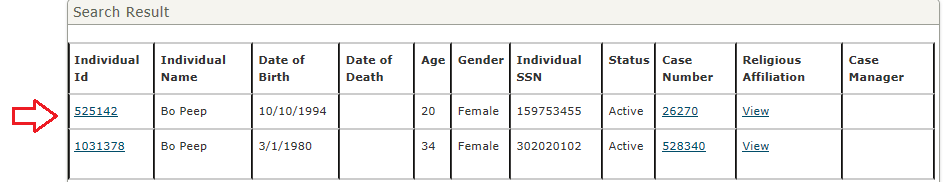 Search Result
Individual Id Individual Name Date of Birth Date of Death Age Gender Individual SSN Status Case Number Religious Affiliation Case Manager
525142 Bo Peep 10/10/1994 20 Female 159753455 Active 26270 View
1031378 Bo Peep 3/1/1980 34 Female 302020102 Active 528340 View